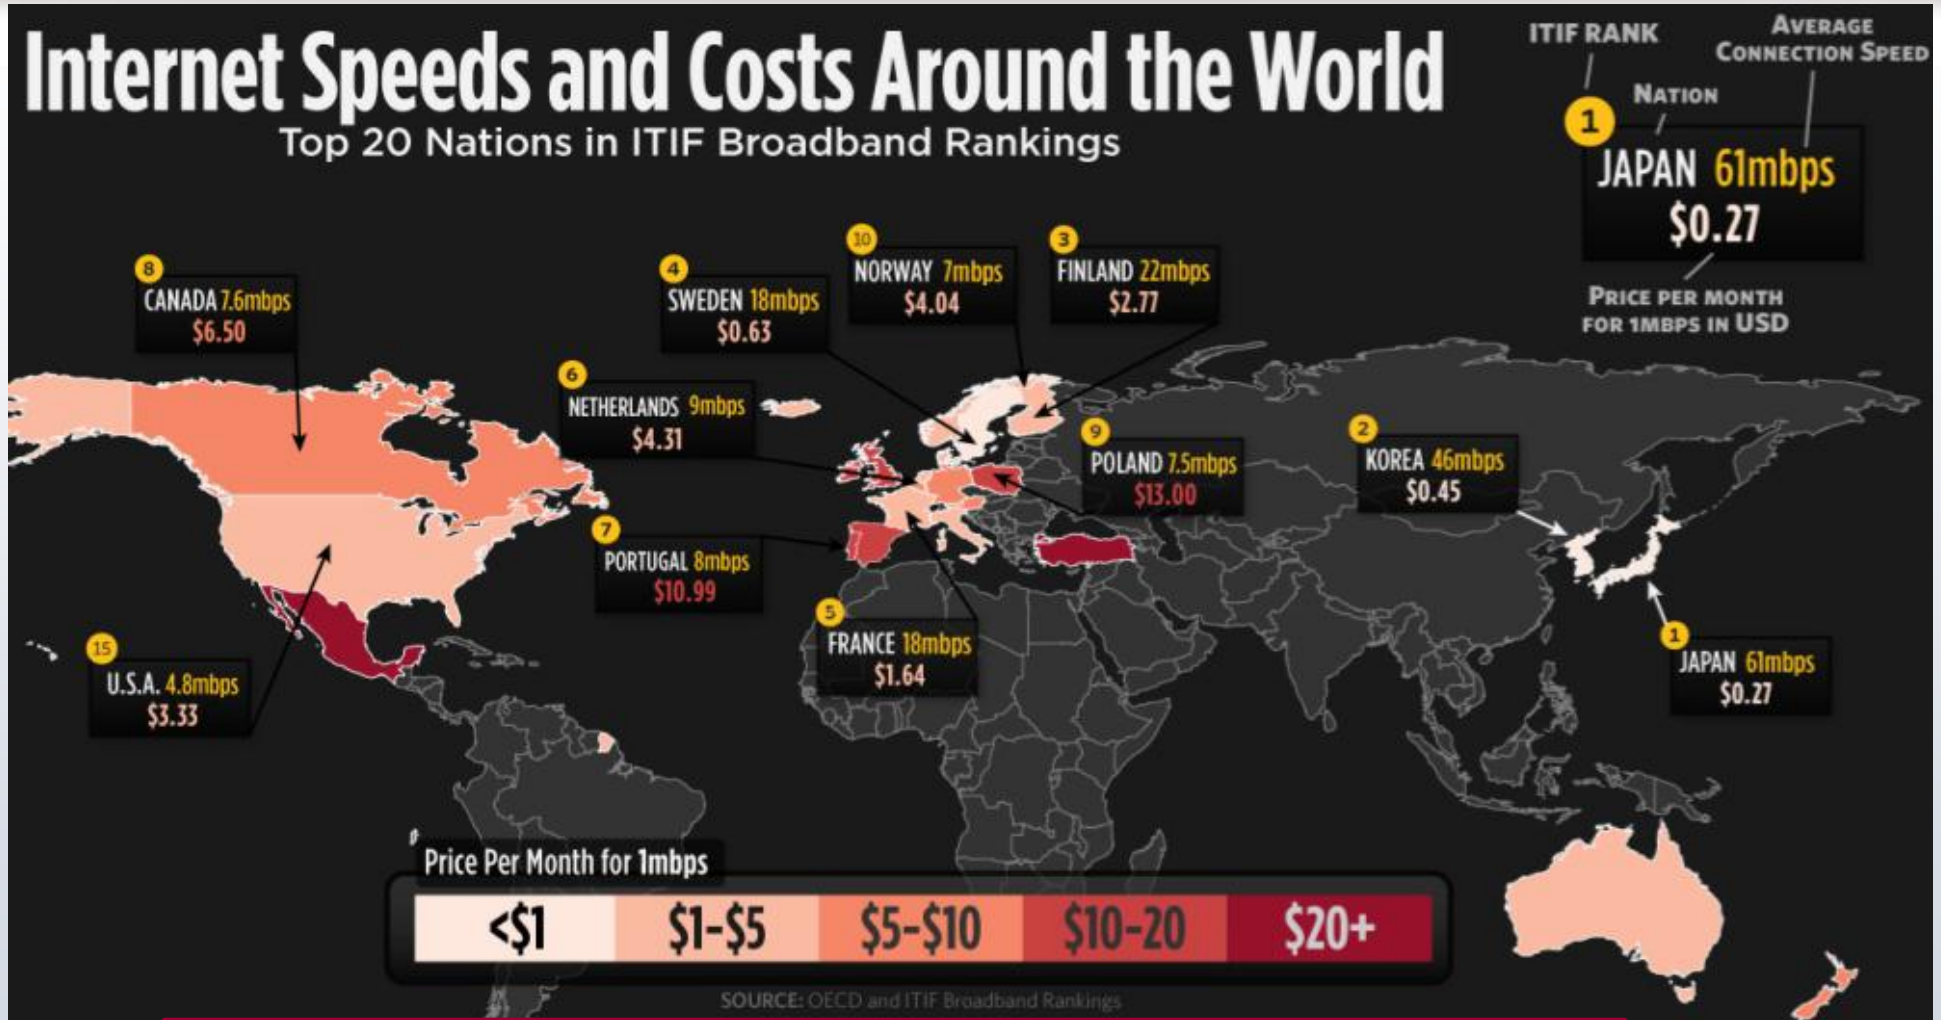 Internet Speeds and Costs Around the World
Top 20 Nations in ITIF Broadband Rankings
ITIF RANK
AVERAGE
CONNECTION SPEED
NATION
1
JAPAN 61mbps
$0.27
PRICE PER MONTH
FOR 1MBPS IN USD
8
CANADA 7.6mbps
$6.50
4
SWEDEN 18mbps
$0.63
10
NORWAY 7mbps
$4.04
3
FINLAND 22mbps
$2.77
6
NETHERLANDS 9mbps
$4.31
9
POLAND 7.5mbps
$13.00
2
KOREA 46mbps
$0.45
7
PORTUGAL 8mbps
$10.99
5
FRANCE 18mbps
$1.64
15
U.S.A. 4.8mbps
$3.33
1
JAPAN 61mbps
$0.27
Price Per Month for 1mbps
<$1 $1-$5 $5-$10 $10-20 $20+
SOURCE: OECD and ITIF Broadband Rankings